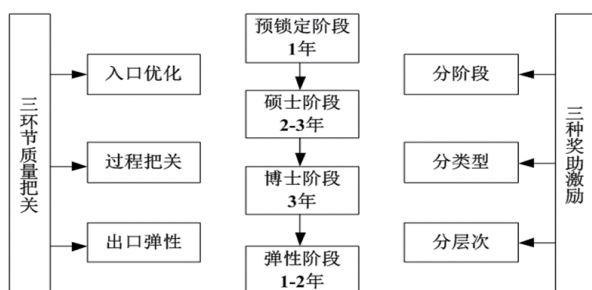 三环节质量把关
入口优化
过程把关
出口弹性
预锁定阶段
1年
硕士阶段
2-3年
博士阶段
3年
弹性阶段
1-2年
分阶段
分类型
分层次
三种奖助激励